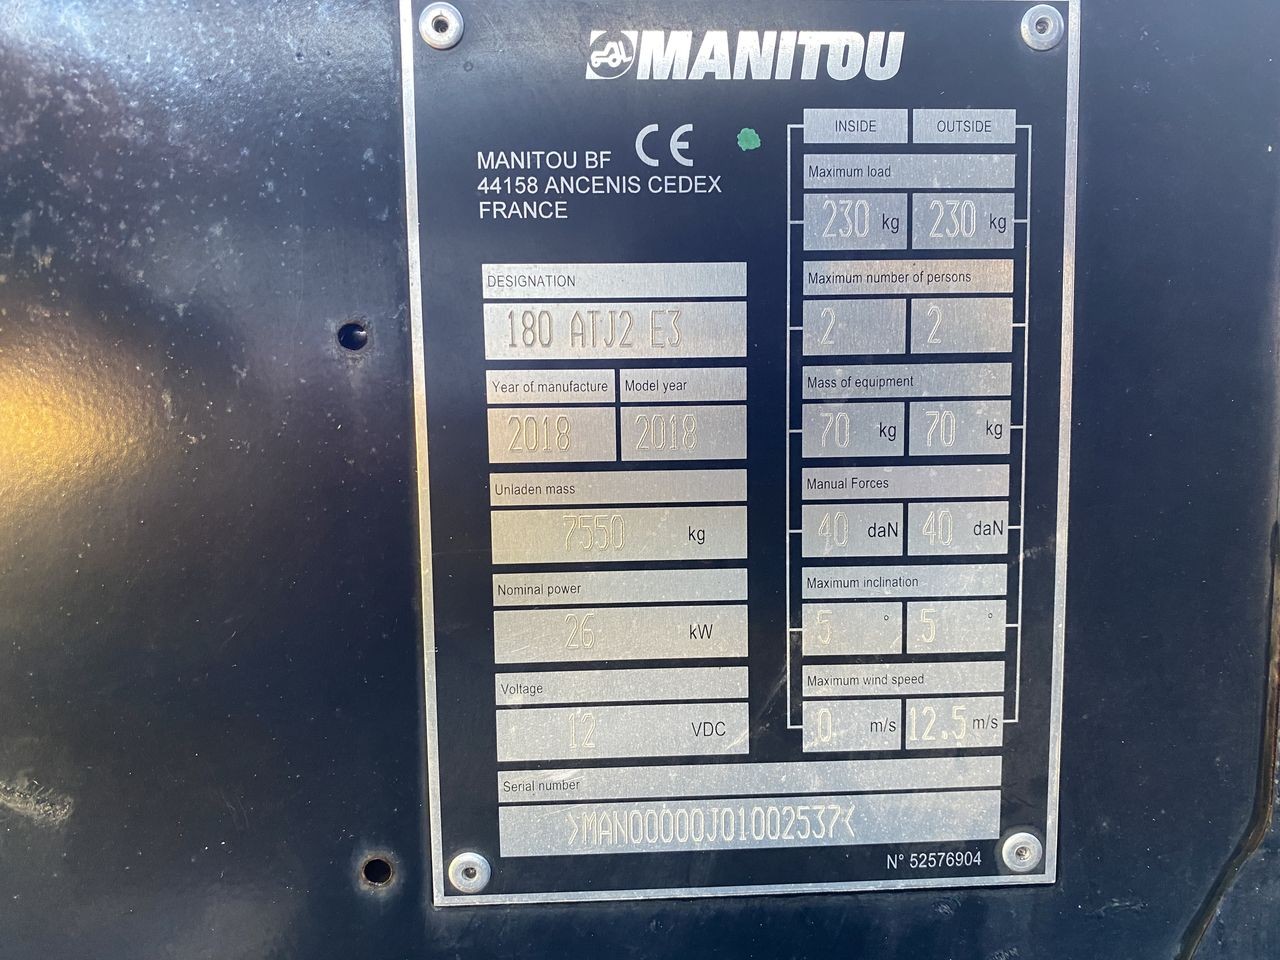 MANITOU
CE
MANITOU BF
44158 ANCENIS CEDEX
FRANCE
DESIGNATION
180 ATJ2 E3
Year of manufacture Model year
2018 2018
Unladen mass
7550 kg
Nominal power
26 kW
Voltage
12 VDC
INSIDE OUTSIDE
Maximum load
230 kg 230 kg
Maximum number of persons
2 2
Mass of equipment
70 kg 70 kg
Manual Forces
40 daN 40 daN
Maximum inclination
5 ° 5 °
Maximum wind speed
0 m/s 12.5 m/s
Serial number
>MAN00000J01002537<
N° 52576904